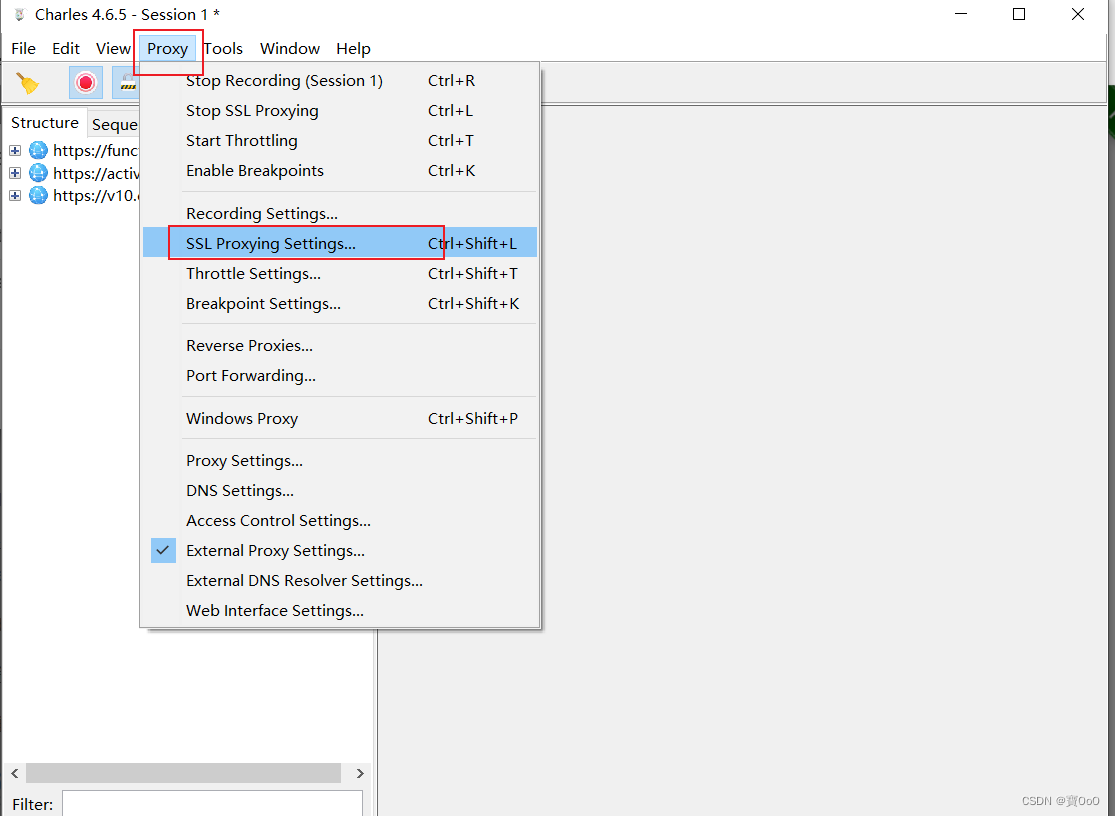 Charles 4.6.5 - Session 1 *
File Edit View Proxy Tools Window Help
Stop Recording (Session 1) Ctrl+R
Stop SSL Proxying Ctrl+L
Start Throttling Ctrl+T
Enable Breakpoints Ctrl+K
Recording Settings...
SSL Proxying Settings... Ctrl+Shift+L
Throttle Settings... Ctrl+Shift+T
Breakpoint Settings... Ctrl+Shift+K
Reverse Proxies...
Port Forwarding...
Windows Proxy Ctrl+Shift+P
Proxy Settings...
DNS Settings...
Access Control Settings...
External Proxy Settings...
External DNS Resolver Settings...
Web Interface Settings...
Structure Seque
https://func
https://activ
https://v10.
Filter:
CSDN @寶OoO